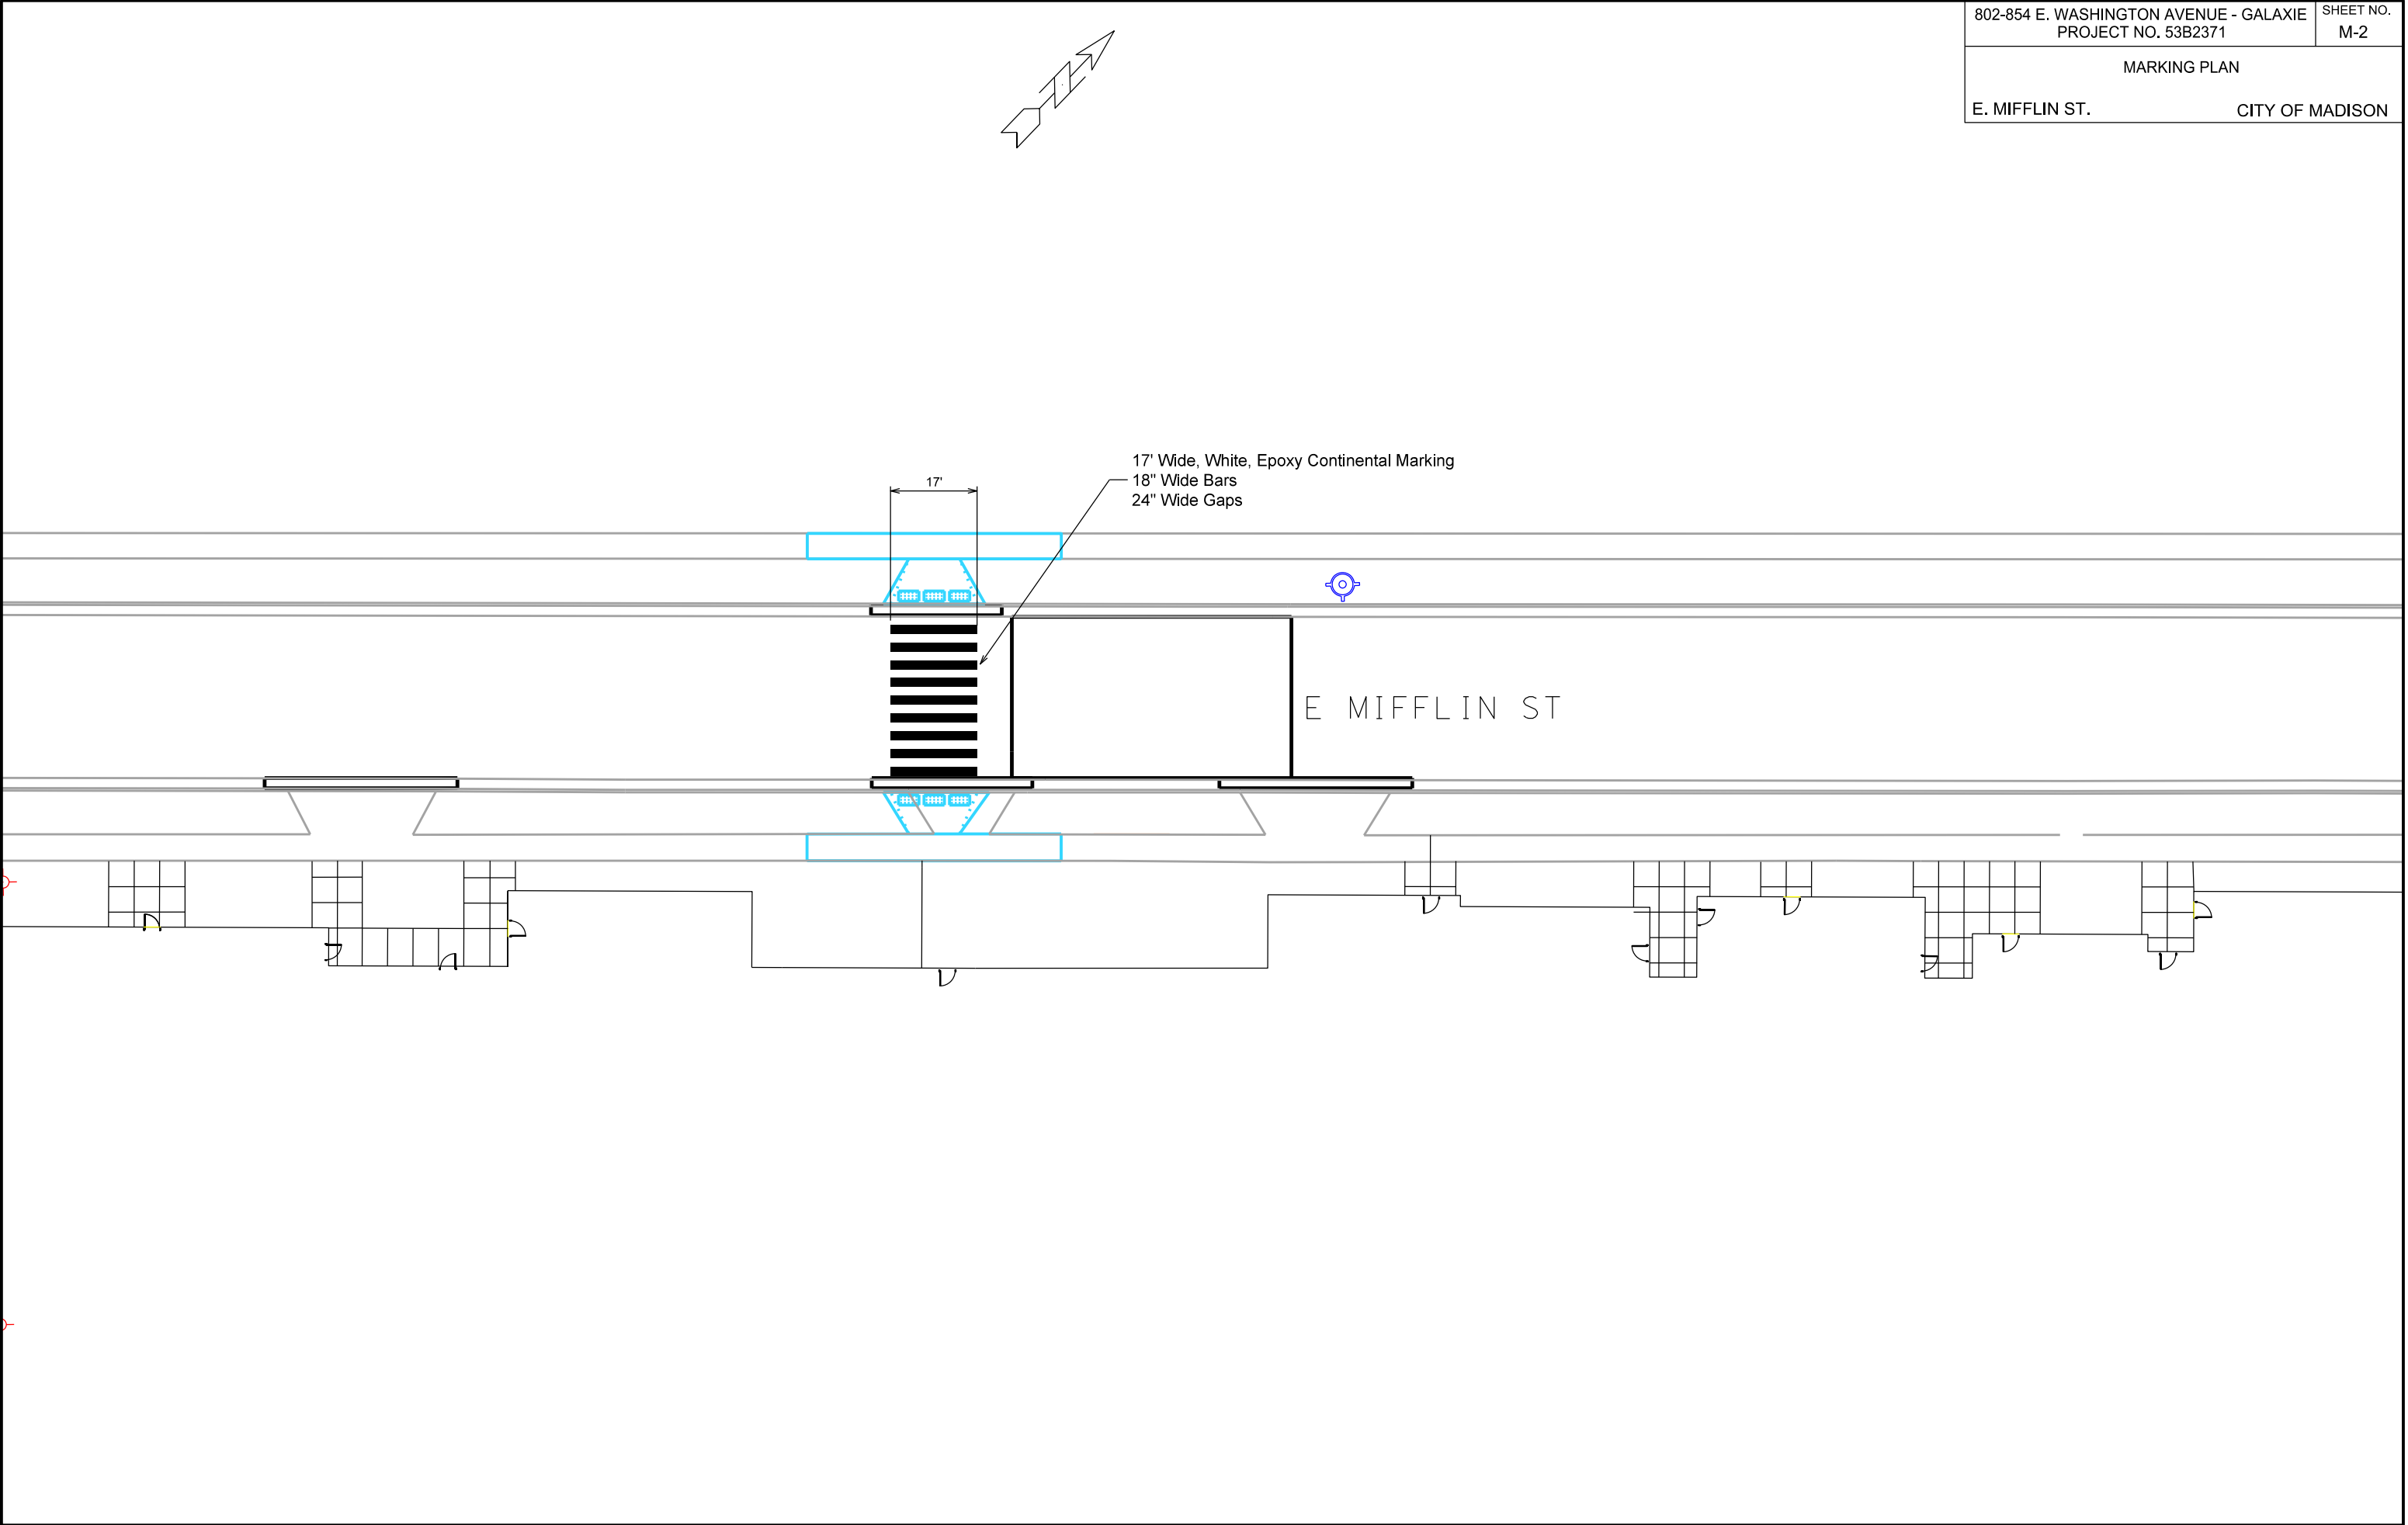 802-854 E. WASHINGTON AVENUE - GALAXIE
PROJECT NO. 53B2371
SHEET NO.
M-2
MARKING PLAN
E. MIFFLIN ST.
CITY OF MADISON
N
17' Wide, White, Epoxy Continental Marking
18" Wide Bars
24" Wide Gaps
17'
E MIFFLIN ST